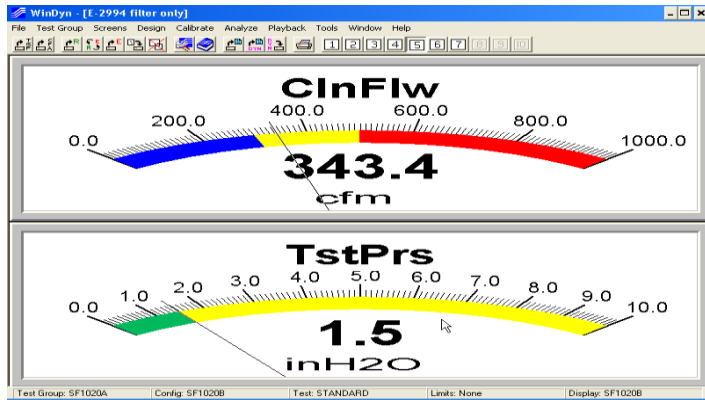 WinDyn - [E-2994 filter only]
File Test Group Screens Design Calibrate Analyze Playback Tools Window Help
1 2 3 4 5 6 7 8 9 10
ClnFlw
0.0 200.0 400.0 600.0 800.0 1000.0
343.4
cfm
TstPrs
0.0 1.0 2.0 3.0 4.0 5.0 6.0 7.0 8.0 9.0 10.0
1.5
inH2O
Test Group: SF1020A Config: SF1020B Test: STANDARD Limits: None Display: SF1020B